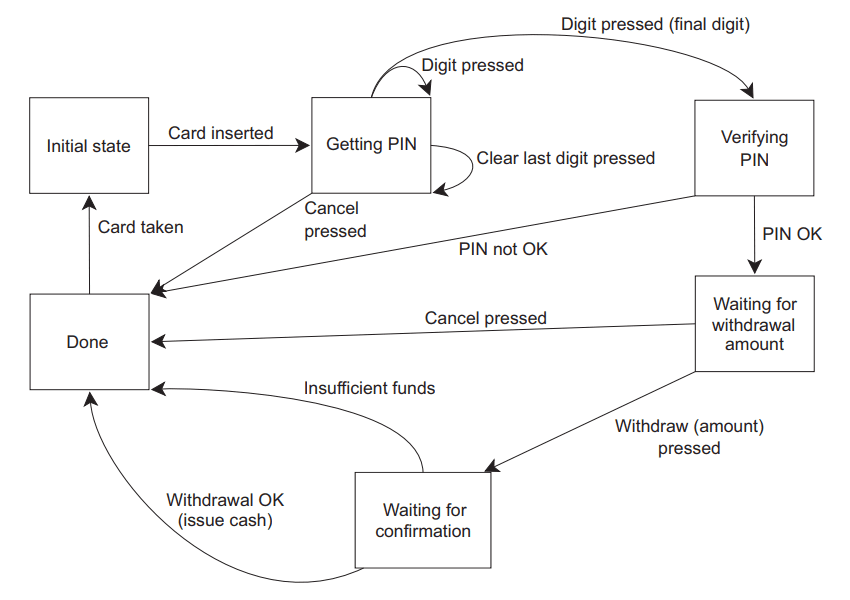 Digit pressed (final digit)
Digit pressed
Initial state
Card inserted
Getting PIN
Clear last digit pressed
Verifying
PIN
Card taken
Cancel
pressed
PIN not OK
PIN OK
Done
Cancel pressed
Waiting for
withdrawal
amount
Insufficient funds
Withdraw (amount)
pressed
Withdrawal OK
(issue cash)
Waiting for
confirmation